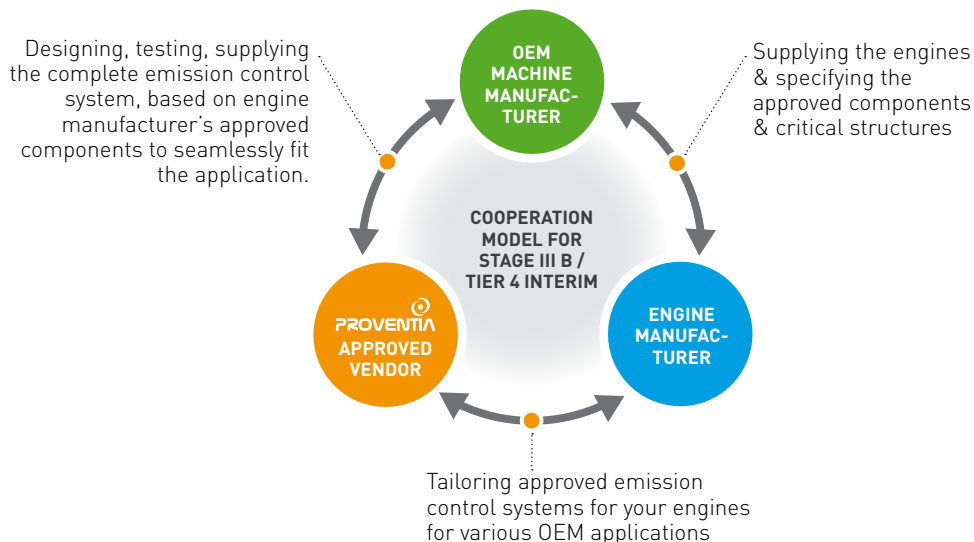 Designing, testing, supplying
the complete emission control
system, based on engine
manufacturer’s approved
components to seamlessly fit
the application.
OEM
MACHINE
MANUFAC-
TURER
Supplying the engines
& specifying the
approved components
& critical structures
COOPERATION
MODEL FOR
STAGE III B /
TIER 4 INTERIM
PROVENTIA
APPROVED
VENDOR
ENGINE
MANUFAC-
TURER
Tailoring approved emission
control systems for your engines
for various OEM applications